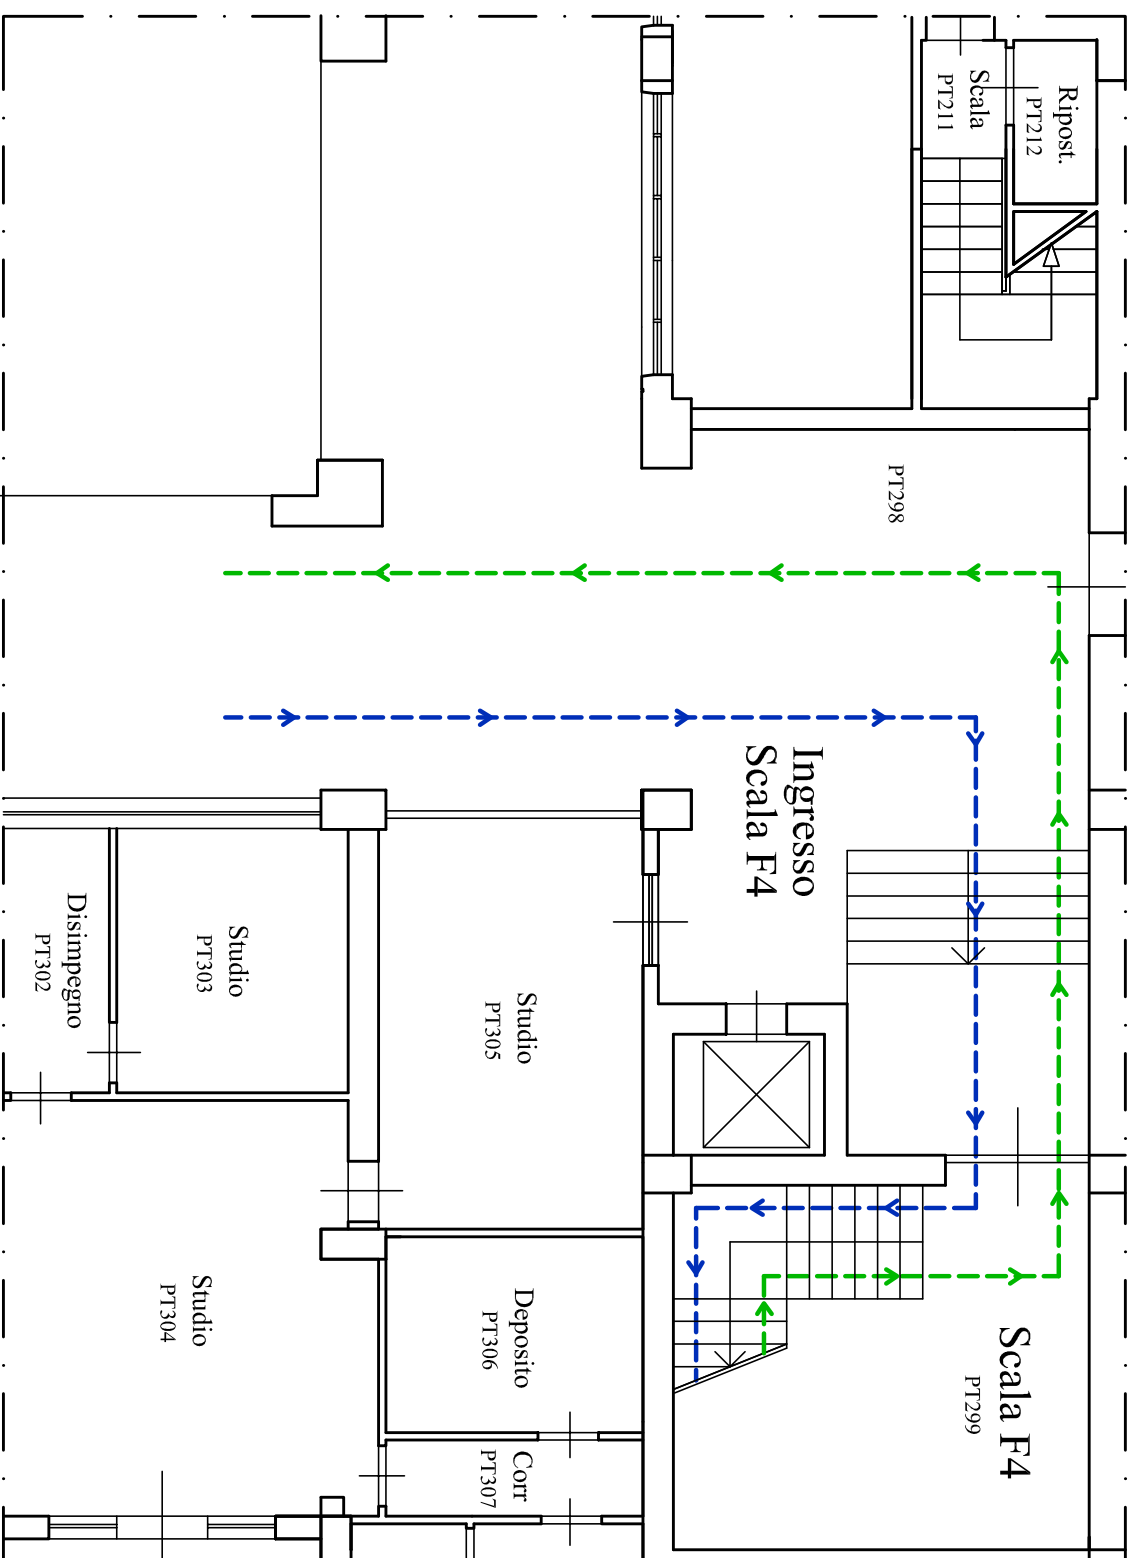 Ripost.
PT212
Scala
PT211
PT298
Ingresso
Scala F4
Scala F4
PT299
Studio
PT305
Studio
PT303
Disimpegno
PT302
Deposito
PT306
Studio
PT304
Corr
PT307